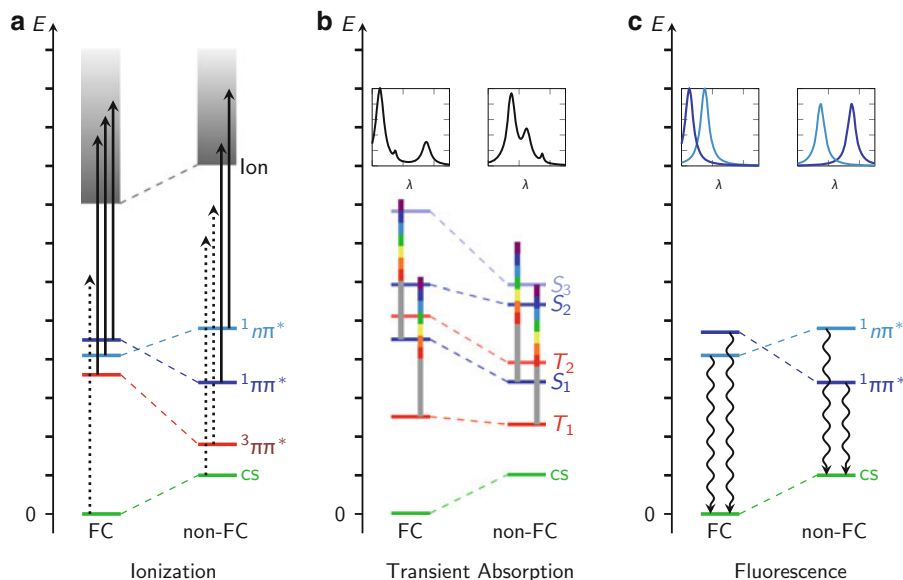 a
E
Ion
¹nπ*
¹ππ*
³ππ*
cs
0
FC
non-FC
Ionization
b
E
λ
λ
S₃
S₂
T₂
S₁
T₁
0
FC
non-FC
Transient Absorption
c
E
λ
λ
¹nπ*
¹ππ*
cs
0
FC
non-FC
Fluorescence